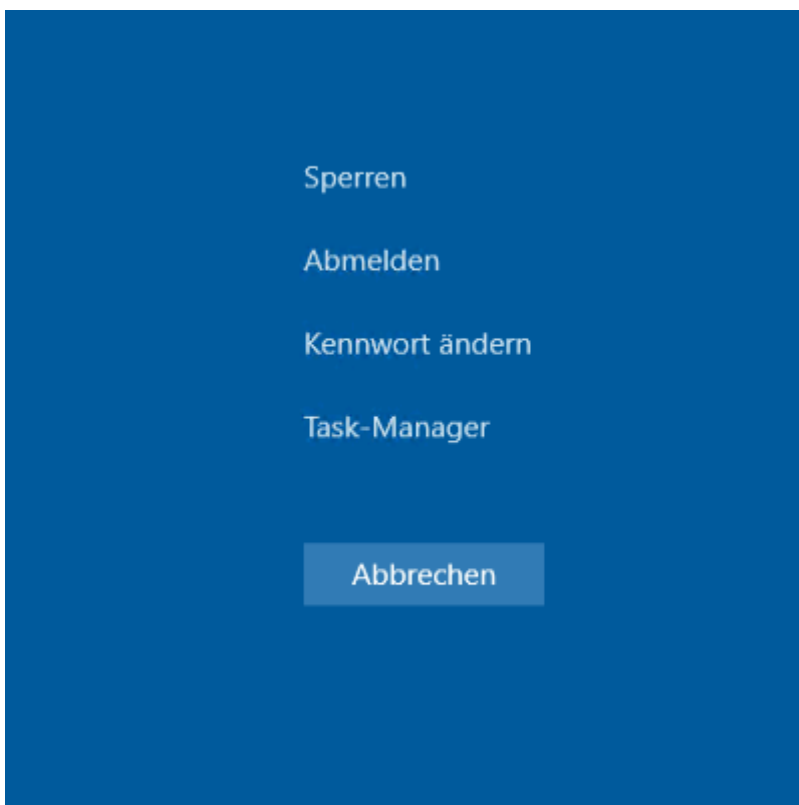 Sperren
Abmelden
Kennwort ändern
Task-Manager
Abbrechen